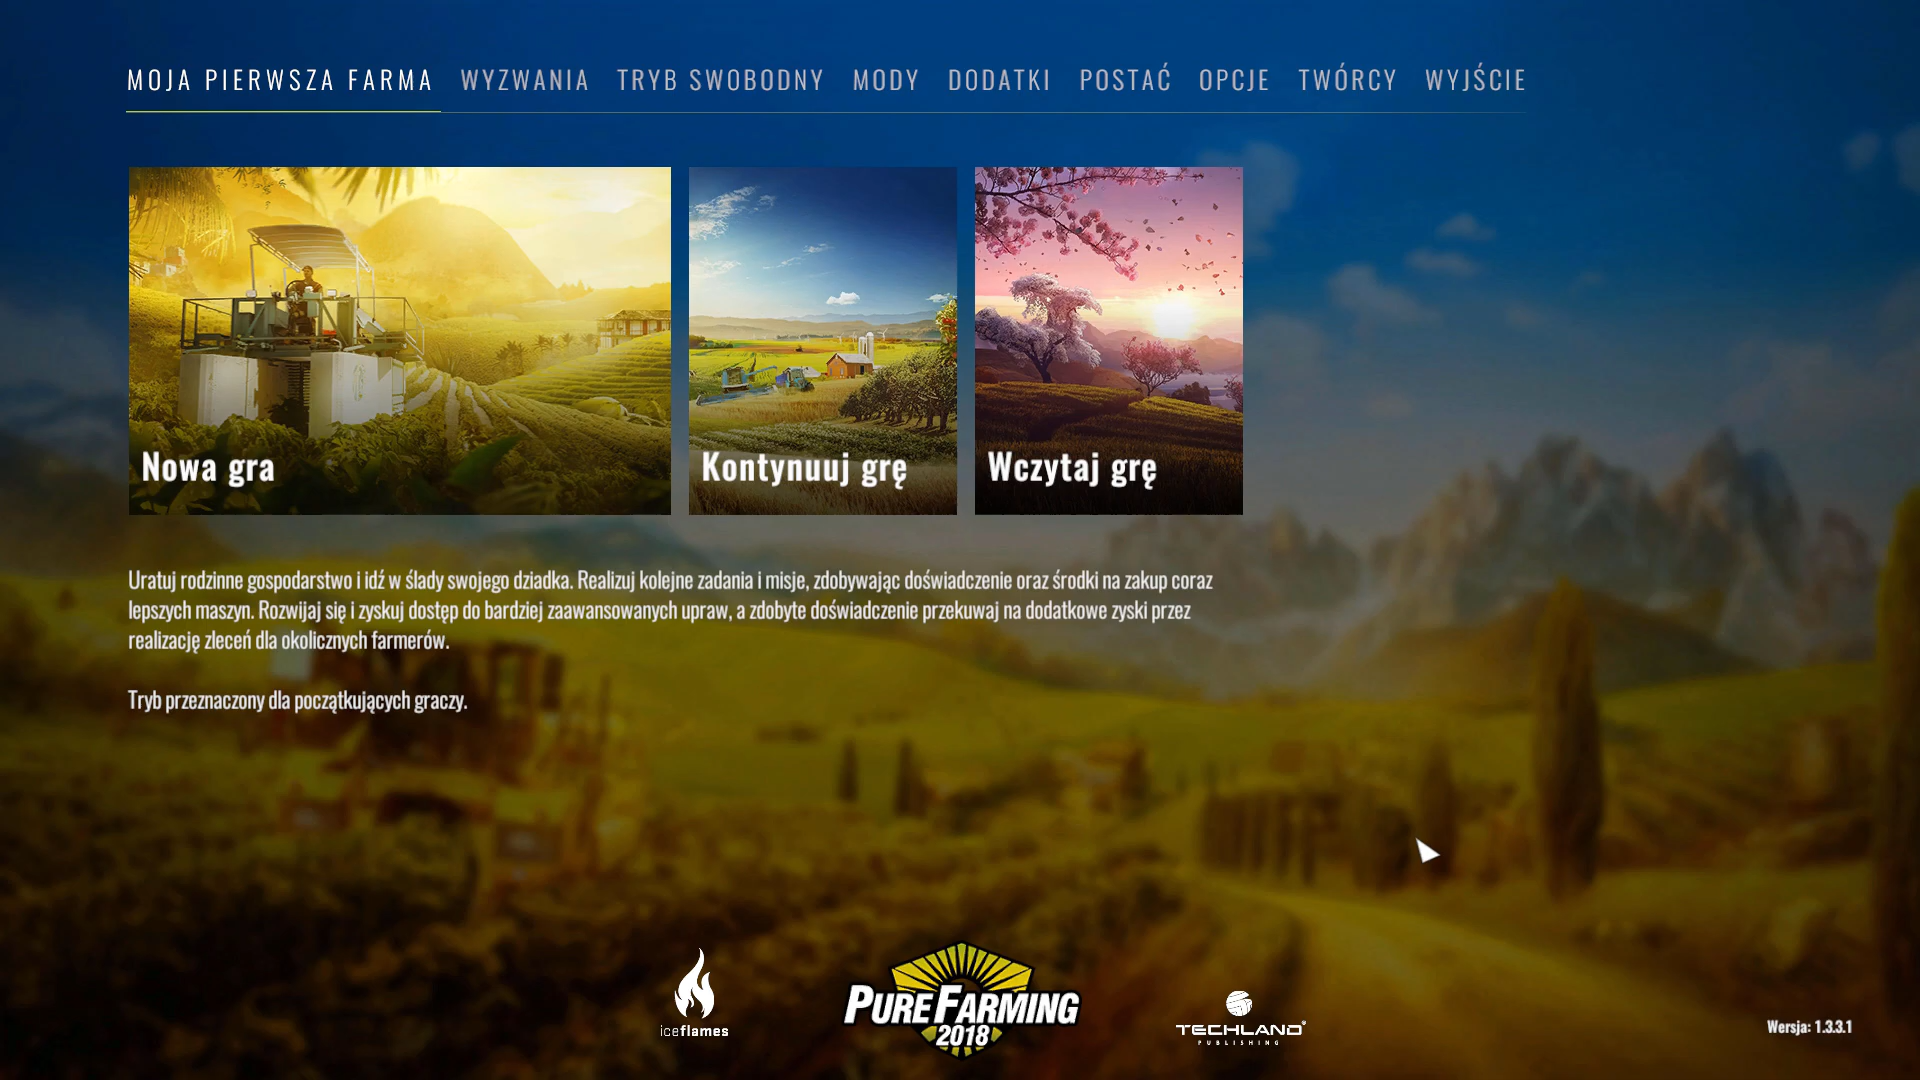 MOJA PIERWSZA FARMA WYZWANIA TRYB SWOBODNY MODY DODATKI POSTAĆ OPCJE TWÓRCY WYJŚCIE
Nowa gra
Kontynuuj grę
Wczytaj grę
Uratuj rodzinne gospodarstwo i idź w ślady swojego dziadka. Realizuj kolejne zadania i misje, zdobywając doświadczenie oraz środki na zakup coraz
lepszych maszyn. Rozwijaj się i zyskuj dostęp do bardziej zaawansowanych upraw, a zdobyte doświadczenie przekuwaj na dodatkowe zyski przez
realizację zleceń dla okolicznych farmerów.
Tryb przeznaczony dla początkujących graczy.
iceflames
PURE FARMING
2018
TECHLAND®
PUBLISHING
Wersja: 1.3.3.1